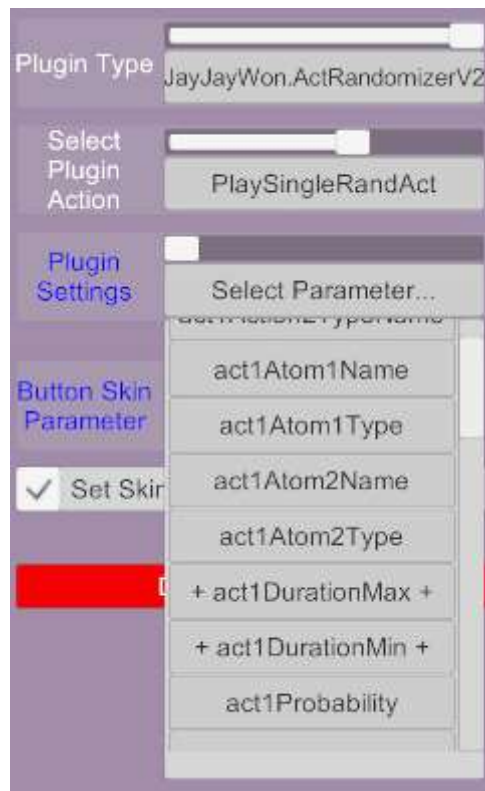 Plugin Type
JayJayWon.ActRandomizerV2
Select
Plugin
Action
PlaySingleRandAct
Plugin
Settings
Select Parameter...
act1Action2TypeName
act1Atom1Name
Button Skin
Parameter
act1Atom1Type
act1Atom2Name
Set Skin
act1Atom2Type
+ act1DurationMax +
+ act1DurationMin +
act1Probability